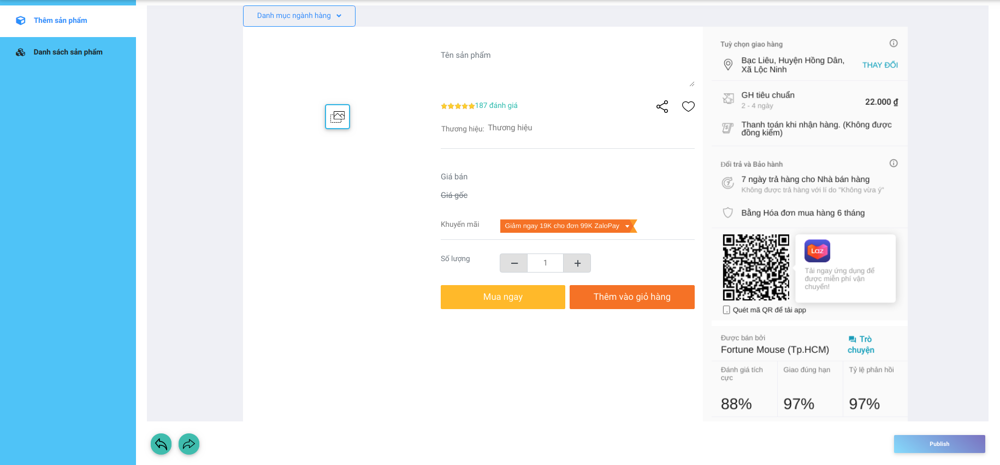 Thêm sản phẩm
Danh sách sản phẩm
Danh mục ngành hàng
Tên sản phẩm
187 đánh giá
Thương hiệu: Thương hiệu
Giá bán
Giá gốc
Khuyến mãi
Giảm ngay 19K cho đơn 99K ZaloPay
Số lượng
1
Mua ngay
Thêm vào giỏ hàng
Tuỳ chọn giao hàng
Bạc Liêu, Huyện Hồng Dân,
Xã Lộc Ninh
THAY ĐỔI
GH tiêu chuẩn
2 - 4 ngày
22.000 ₫
Thanh toán khi nhận hàng. (Không được
đồng kiểm)
Đổi trả và Bảo hành
7 ngày trả hàng cho Nhà bán hàng
Không được trả hàng với lí do "Không vừa ý"
Bằng Hóa đơn mua hàng 6 tháng
Laz
Tải ngay ứng dụng để
được miễn phí vận
chuyển!
Quét mã QR để tải app
Được bán bởi
Fortune Mouse (Tp.HCM)
Trò
chuyện
Đánh giá tích
cực
88%
Giao đúng hạn
97%
Tỷ lệ phản hồi
97%
Publish